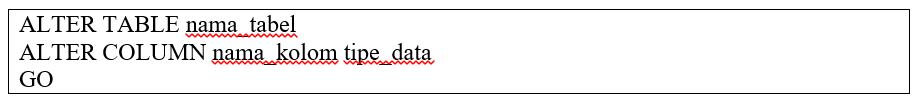 ALTER TABLE nama_tabel
ALTER COLUMN nama_kolom tipe_data
GO